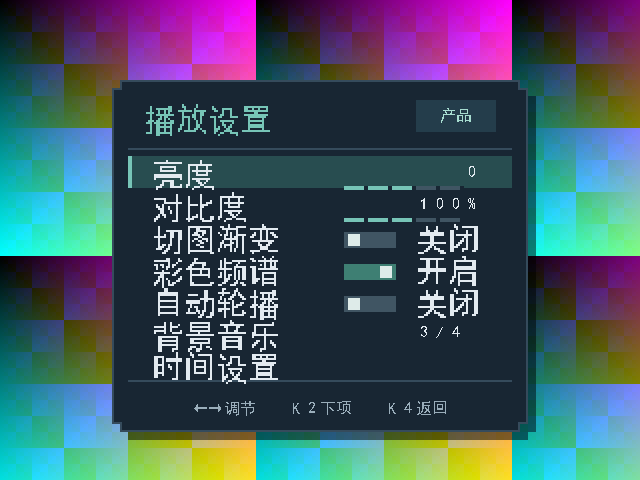 播放设置 产品
亮度 0
对比度 100%
切图渐变 关闭
彩色频谱 开启
自动轮播 关闭
背景音乐 3/4
时间设置
←→调节 K2下项 K4返回